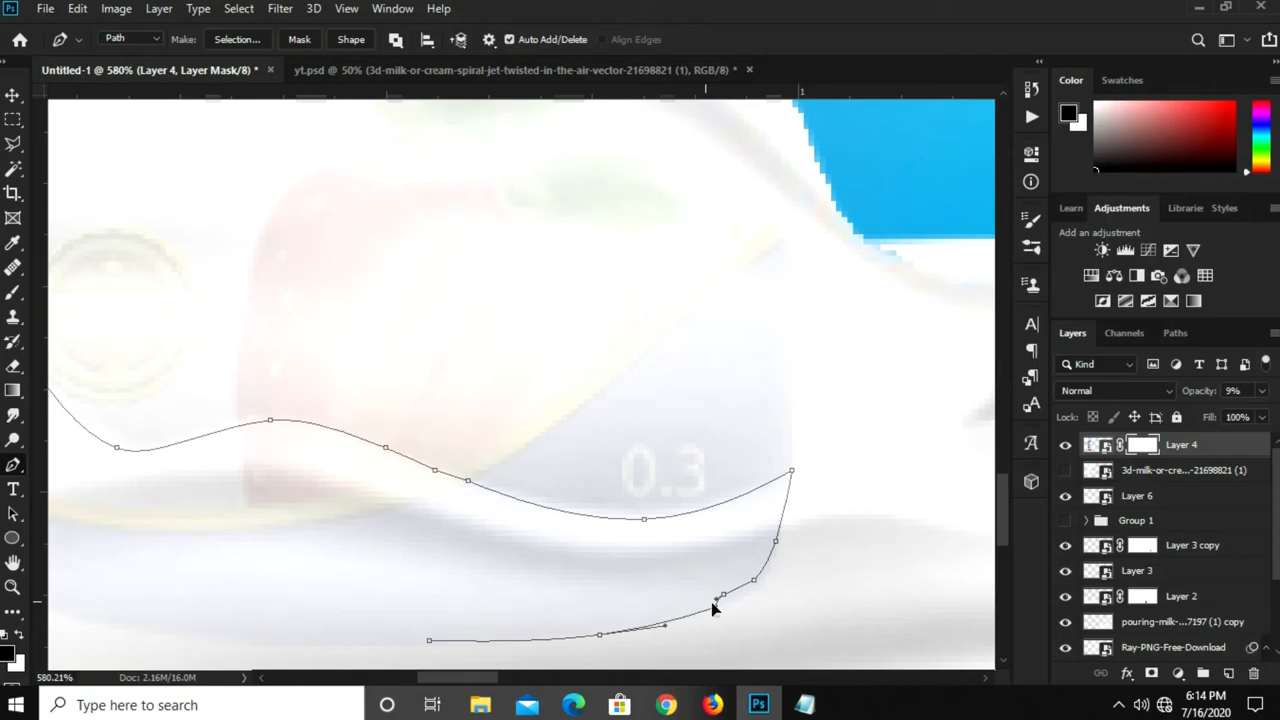 Ps File Edit Image Layer Type Select Filter 3D View Window Help
Path Make: Selection... Mask Shape Auto Add/Delete Align Edges
Untitled-1 @ 580% (Layer 4, Layer Mask/8) * × yt.psd @ 50% (3d-milk-or-cream-spiral-jet-twisted-in-the-air-vector-21698821 (1), RGB/8) * ×
1
Color Swatches
Learn Adjustments Librarie Styles
Add an adjustment
Layers Channels Paths
Kind
Normal Opacity: 9%
Lock: Fill: 100%
Layer 4
3d-milk-or-cre...-21698821 (1)
Layer 6
Group 1
Layer 3 copy
Layer 3
Layer 2
pouring-milk-...7197 (1) copy
Ray-PNG-Free-Download
0.3
580.21% Doc: 2.16M/16.0M
fx
Type here to search
Ps
6:14 PM
7/16/2020